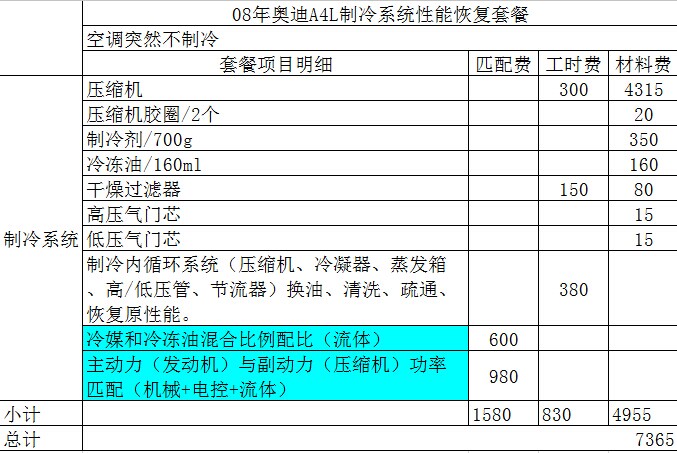 08年奥迪A4L制冷系统性能恢复套餐
空调突然不制冷
套餐项目明细 匹配费 工时费 材料费
压缩机 300 4315
压缩机胶圈/2个 20
制冷剂/700g 350
冷冻油/160ml 160
干燥过滤器 150 80
高压气门芯 15
制冷系统 低压气门芯 15
制冷内循环系统（压缩机、冷凝器、蒸发箱
、高/低压管、节流器）换油、清洗、疏通、 380
恢复原性能。
冷媒和冷冻油混合比例配比（流体） 600
主动力（发动机）与副动力（压缩机）功率
匹配（机械+电控+流体） 980
小计 1580 830 4955
总计 7365